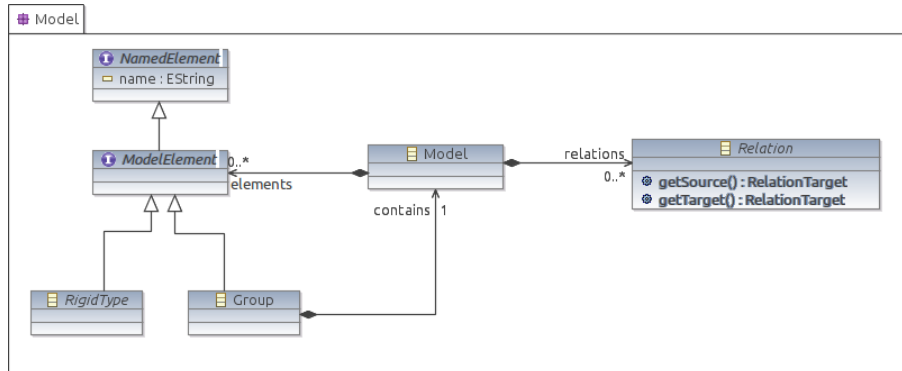 Model
NamedElement
name : EString
ModelElement
0..*
elements
Model
relations
0..*
Relation
getSource() : RelationTarget
getTarget() : RelationTarget
contains 1
RigidType
Group